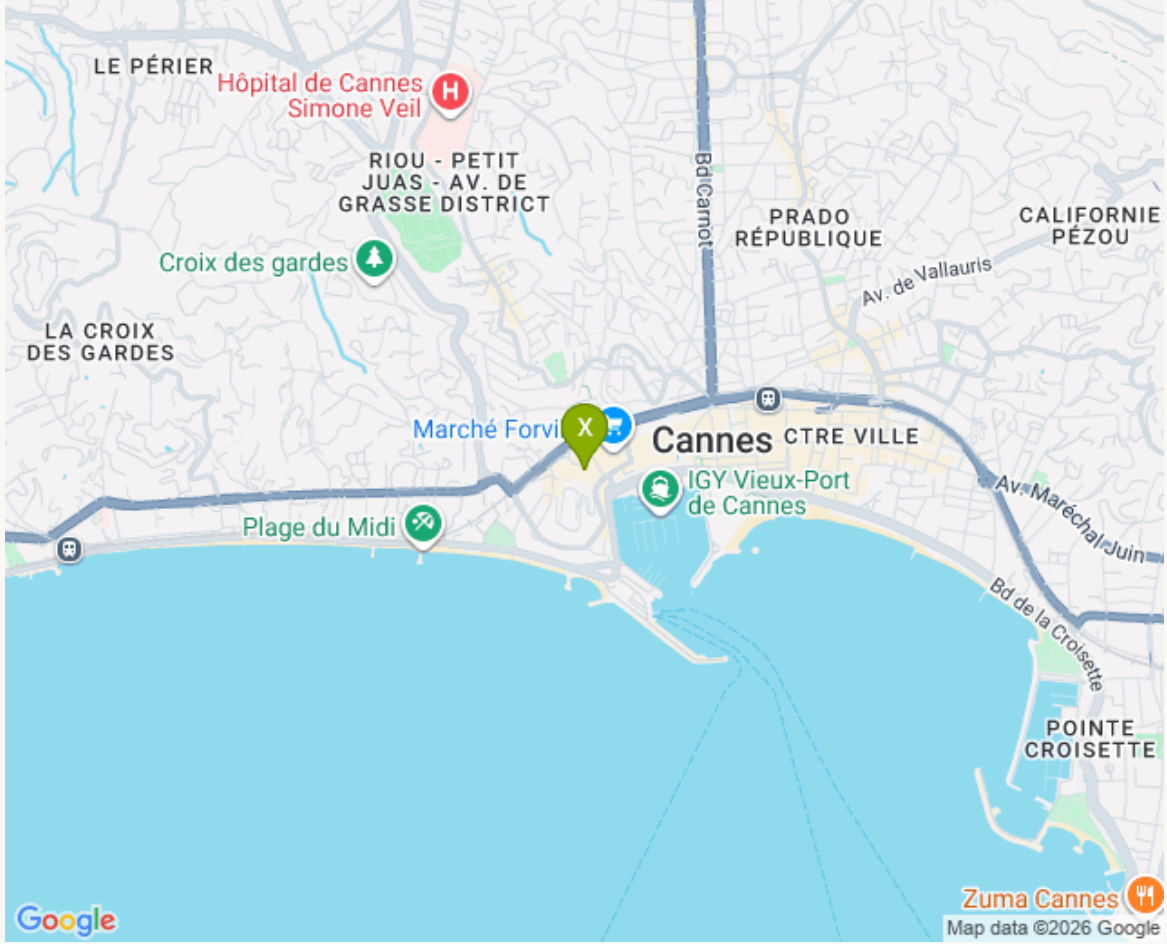 LE PÉRIER
Hôpital de Cannes
Simone Veil
H
RIOU - PETIT
JUAS - AV. DE
GRASSE DISTRICT
Bd Carnot
PRADO
RÉPUBLIQUE
CALIFORNIE
PÉZOU
Croix des gardes
Av. de Vallauris
LA CROIX
DES GARDES
Marché Forvi
X
Cannes
CTRE VILLE
IGY Vieux-Port
de Cannes
Av. Maréchal Juin
Plage du Midi
Bd de la Croisette
POINTE
CROISETTE
Zuma Cannes
Google
Map data ©2026 Google